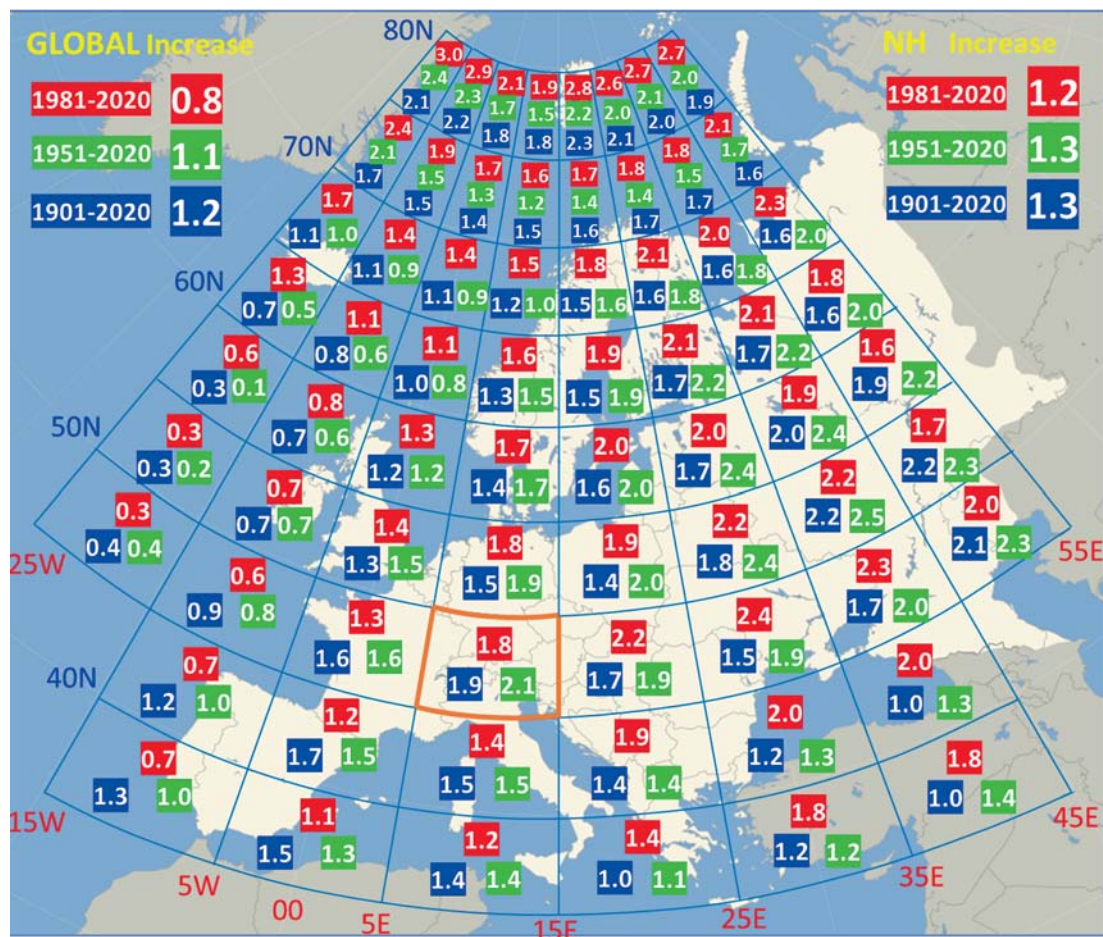 GLOBAL Increase
1981-2020 0.8
1951-2020 1.1
1901-2020 1.2
NH Increase
1981-2020 1.2
1951-2020 1.3
1901-2020 1.3
80N
3.0 2.9 2.1 1.9 2.8 2.6 2.7 2.7
2.4 2.3 1.7 1.5 2.2 2.0 2.1 2.0
2.1 2.2 1.8 1.8 2.3 2.1 2.0 1.9
70N
2.4 1.9 1.7 1.6 1.7 1.8 1.8 2.1
2.1 1.5 1.3 1.2 1.4 1.4 1.5 1.7
1.7 1.5 1.4 1.5 1.6 1.7 1.7 1.6
1.7 1.4 1.4 1.5 1.8 2.1 2.0 2.3
1.1 1.0 1.1 0.9 1.1 0.9 1.2 1.0 1.5 1.6 1.6 1.8 1.6 1.8 1.6 2.0
60N
1.3 1.1 1.1 1.6 1.9 2.1 2.1 1.8
0.7 0.5 0.8 0.6 1.0 0.8 1.3 1.5 1.5 1.9 1.7 2.2 1.7 2.2 1.6 2.0
0.6 0.8 1.3 1.7 2.0 2.0 1.9 1.6
0.3 0.1 0.7 0.6 1.2 1.2 1.4 1.7 1.6 2.0 1.7 2.4 2.0 2.4 1.9 2.2
50N
0.3 0.7 1.4 1.8 1.9 2.2 2.2 1.7
0.3 0.2 0.7 0.7 1.3 1.5 1.5 1.9 1.4 2.0 1.8 2.4 2.2 2.5 2.2 2.3
0.3 0.6 1.3 1.8 2.2 2.4 2.3 2.0
0.4 0.4 0.9 0.8 1.6 1.6 1.9 2.1 1.7 1.9 1.5 1.9 1.7 2.0 2.1 2.3
25W
55E
40N
0.7 1.2 1.4 1.9 2.0 2.0
1.2 1.0 1.7 1.5 1.5 1.5 1.4 1.4 1.2 1.3 1.0 1.3
0.7 1.1 1.2 1.4 1.8 1.8
1.3 1.0 1.5 1.3 1.4 1.4 1.0 1.1 1.2 1.2 1.0 1.4
15W
5W
00
5E
15E
25E
35E
45E